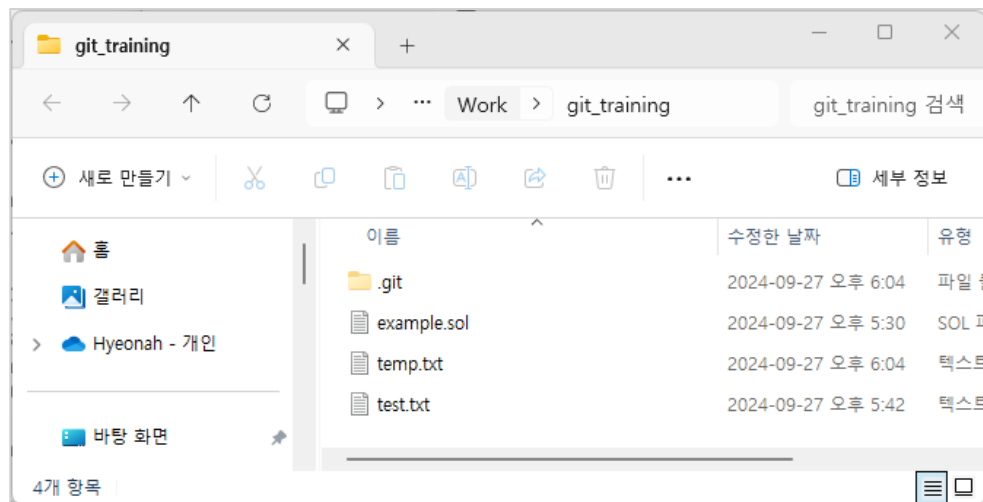 git_training
Work git_training git_training 검색
새로 만들기 세부 정보
이름 수정한 날짜 유형
홈
갤러리
Hyeonah - 개인
바탕 화면
.git 2024-09-27 오후 6:04 파일
example.sol 2024-09-27 오후 5:30 SOL
temp.txt 2024-09-27 오후 6:04 텍스트
test.txt 2024-09-27 오후 5:42 텍스트
4개 항목